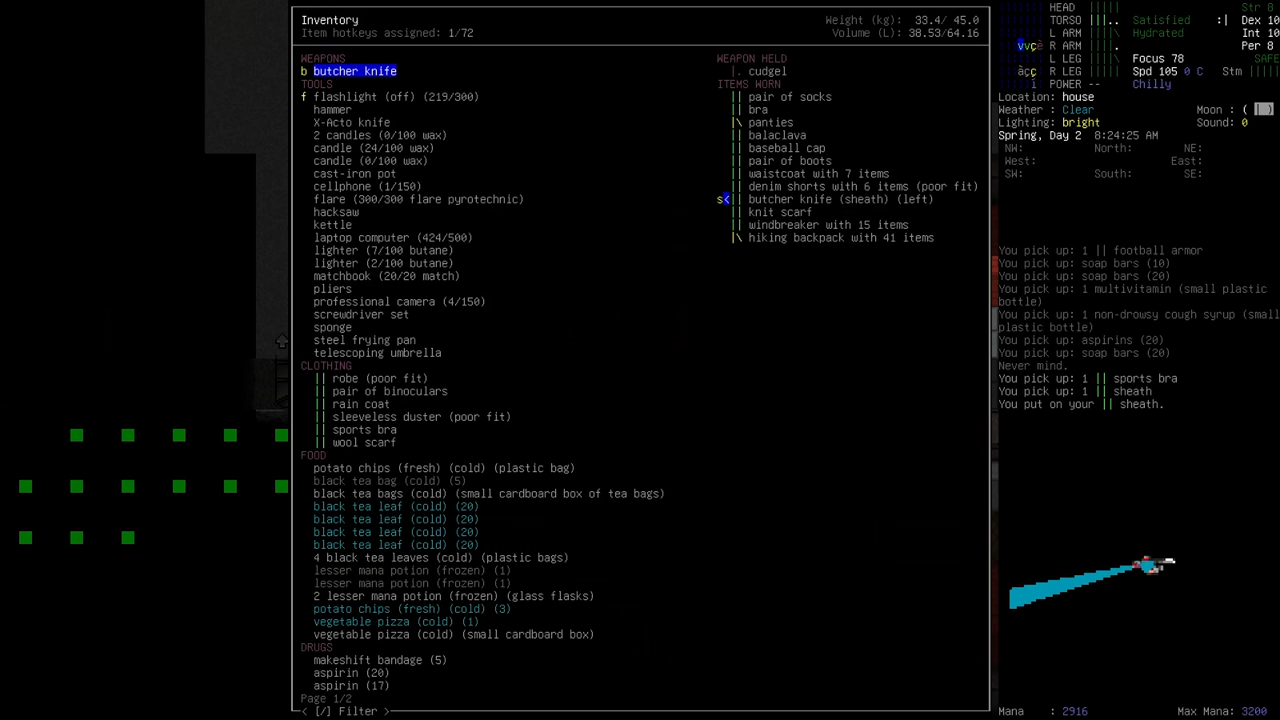 Inventory
Item hotkeys assigned: 1/72
Weight (kg): 33.4/ 45.0
Volume (L): 38.53/64.16
WEAPONS
b butcher knife
TOOLS
f flashlight (off) (219/300)
hammer
X-Acto knife
2 candles (0/100 wax)
candle (24/100 wax)
candle (0/100 wax)
cast-iron pot
cellphone (1/150)
flare (300/300 flare pyrotechnic)
hacksaw
kettle
laptop computer (424/500)
lighter (7/100 butane)
lighter (2/100 butane)
matchbook (20/20 match)
pliers
professional camera (4/150)
screwdriver set
sponge
steel frying pan
telescoping umbrella
CLOTHING
|| robe (poor fit)
|| pair of binoculars
|| rain coat
|| sleeveless duster (poor fit)
|| sports bra
|| wool scarf
FOOD
potato chips (fresh) (cold) (plastic bag)
black tea bag (cold) (5)
black tea bags (cold) (small cardboard box of tea bags)
black tea leaf (cold) (20)
black tea leaf (cold) (20)
black tea leaf (cold) (20)
black tea leaf (cold) (20)
4 black tea leaves (cold) (plastic bags)
lesser mana potion (frozen) (1)
lesser mana potion (frozen) (1)
2 lesser mana potion (frozen) (glass flasks)
potato chips (fresh) (cold) (3)
vegetable pizza (cold) (1)
vegetable pizza (cold) (small cardboard box)
DRUGS
makeshift bandage (5)
aspirin (20)
aspirin (17)
Page 1/2
< [/] Filter >
WEAPON HELD
|. cudgel
ITEMS WORN
|| pair of socks
|| bra
|\ panties
|| balaclava
|| baseball cap
|| pair of boots
|| waistcoat with 7 items
|| denim shorts with 6 items (poor fit)
s< || butcher knife (sheath) (left)
|| knit scarf
|| windbreaker with 15 items
|\ hiking backpack with 41 items
HEAD ||||| Str 8
TORSO |||.. Satisfied :| Dex 10
L ARM ||||| Hydrated Int 10
R ARM ||||. Per 8
L LEG ||||| Focus 78 SAFE
R LEG ||||| Spd 105 0 C Stm
POWER -- Chilly
Location: house
Weather : Clear Moon : (
Lighting: bright Sound: 0
Spring, Day 2 8:24:25 AM
NW: North: NE:
West: East:
SW: South: SE:
You pick up: 1 || football armor
You pick up: soap bars (10)
You pick up: soap bars (20)
You pick up: 1 multivitamin (small plastic
bottle)
You pick up: 1 non-drowsy cough syrup (small
plastic bottle)
You pick up: aspirins (20)
You pick up: soap bars (20)
Never mind.
You pick up: 1 || sports bra
You pick up: 1 || sheath
You put on your || sheath.
Mana : 2916 Max Mana: 3200